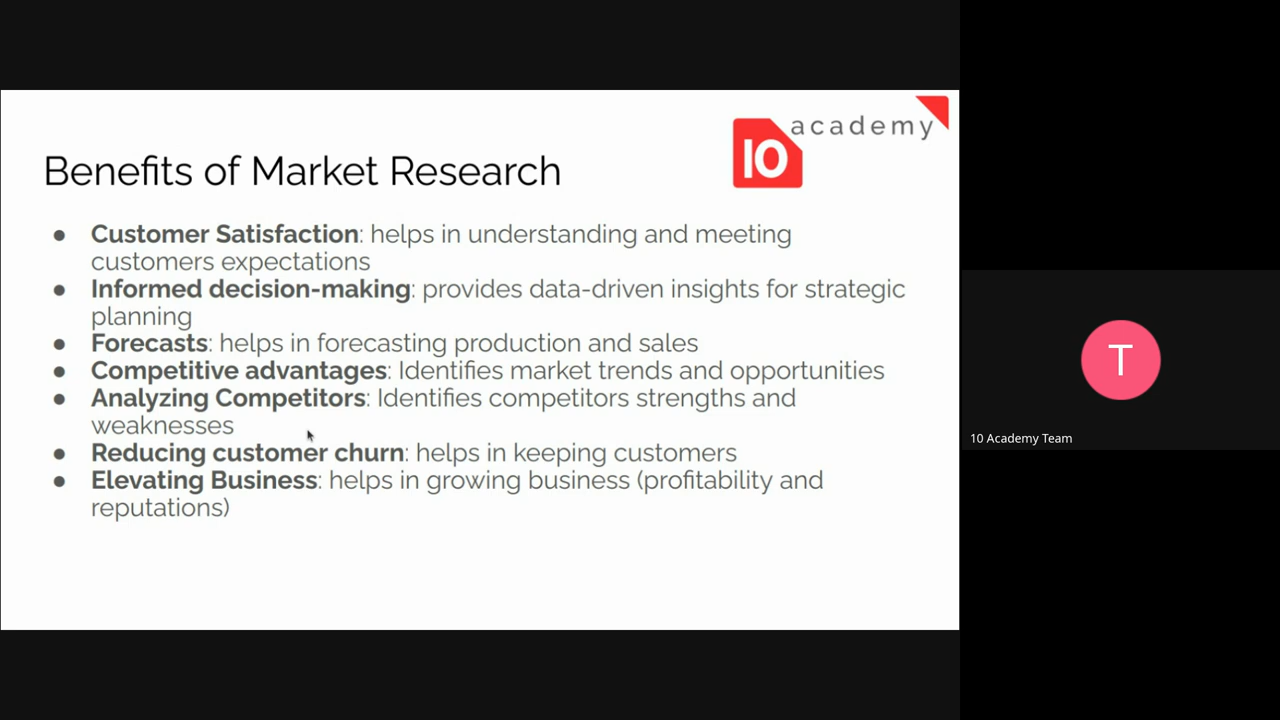 academy
10
Benefits of Market Research
● Customer Satisfaction: helps in understanding and meeting
customers expectations
● Informed decision-making: provides data-driven insights for strategic
planning
● Forecasts: helps in forecasting production and sales
● Competitive advantages: Identifies market trends and opportunities
● Analyzing Competitors: Identifies competitors strengths and
weaknesses
● Reducing customer churn: helps in keeping customers
● Elevating Business: helps in growing business (profitability and
reputations)
T
10 Academy Team